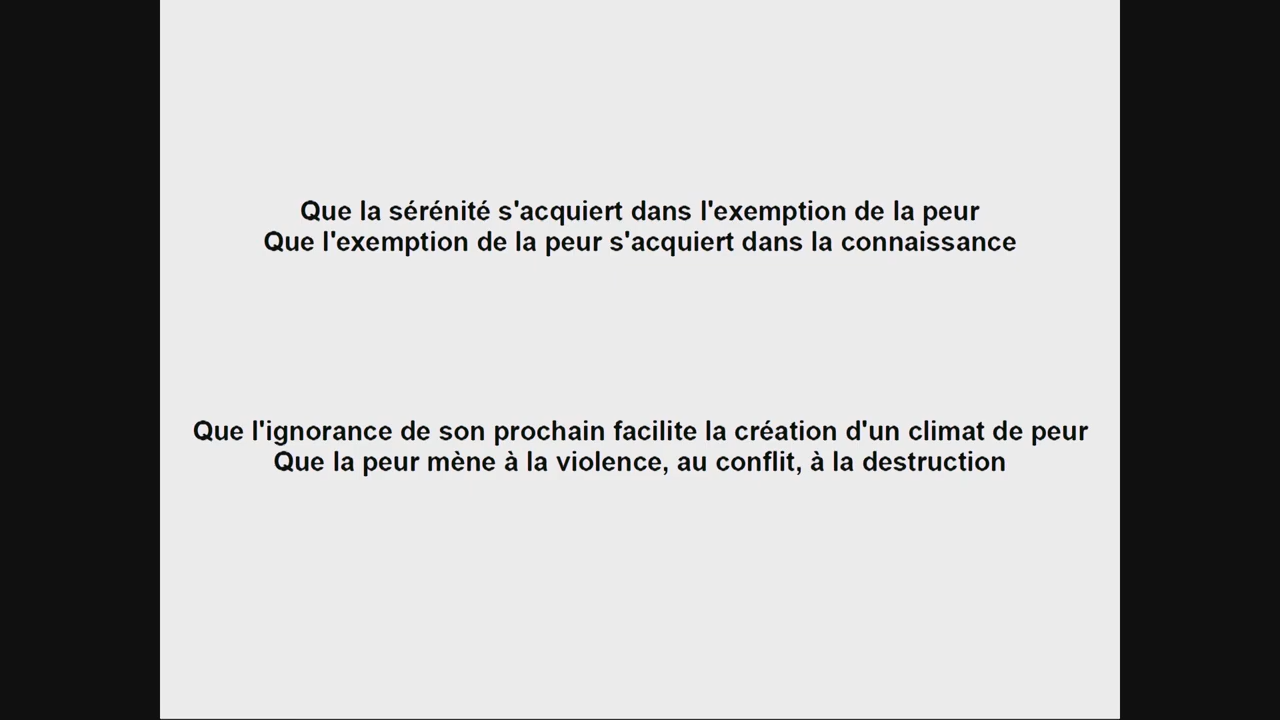 Que la sérénité s'acquiert dans l'exemption de la peur
Que l'exemption de la peur s'acquiert dans la connaissance
Que l'ignorance de son prochain facilite la création d'un climat de peur
Que la peur mène à la violence, au conflit, à la destruction